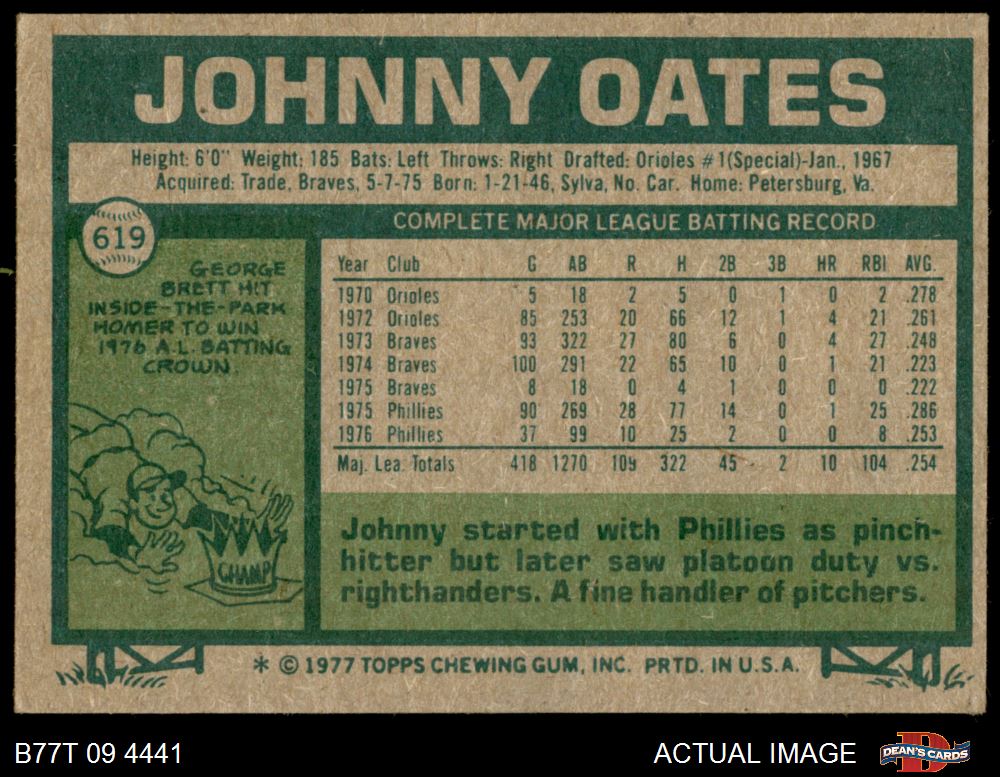 JOHNNY OATES
Height: 6'0" Weight: 185 Bats: Left Throws: Right Drafted: Orioles #1(Special)-Jan., 1967
Acquired: Trade, Braves, 5-7-75 Born: 1-21-46, Sylva, No. Car. Home: Petersburg, Va.
619
GEORGE
BRETT HIT
INSIDE-THE-PARK
HOMER TO WIN
1976 A.L. BATTING
CROWN.
CHAMP
COMPLETE MAJOR LEAGUE BATTING RECORD
Year Club G AB R H 2B 3B HR RBI AVG.
1970 Orioles 5 18 2 5 0 1 0 2 .278
1972 Orioles 85 253 20 66 12 1 4 21 .261
1973 Braves 93 322 27 80 6 0 4 27 .248
1974 Braves 100 291 22 65 10 0 1 21 .223
1975 Braves 8 18 0 4 1 0 0 0 .222
1975 Phillies 90 269 28 77 14 0 1 25 .286
1976 Phillies 37 99 10 25 2 0 0 8 .253
Maj. Lea. Totals 418 1270 109 322 45 2 10 104 .254
Johnny started with Phillies as pinch-
hitter but later saw platoon duty vs.
righthanders. A fine handler of pitchers.
* © 1977 TOPPS CHEWING GUM, INC. PRTD. IN U.S.A.
B77T 09 4441
ACTUAL IMAGE
DEAN'S CARDS